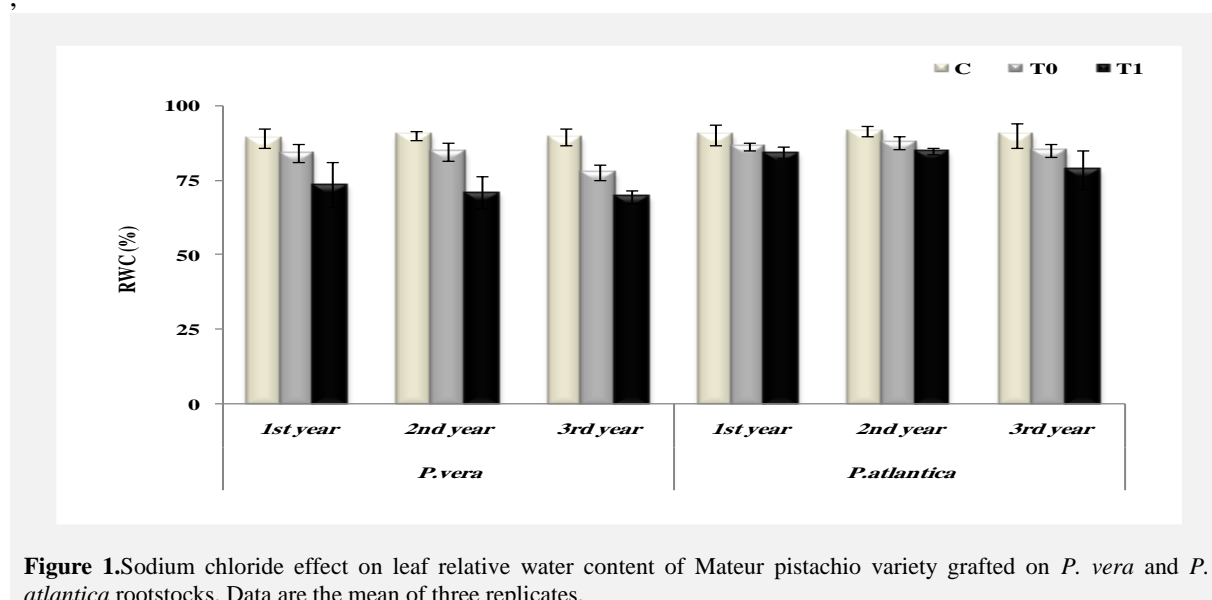 ,
C T0 T1
100
75
50
25
0
RWC (%)
1st year 2nd year 3rd year 1st year 2nd year 3rd year
P.vera P.atlantica
Figure 1.Sodium chloride effect on leaf relative water content of Mateur pistachio variety grafted on P. vera and P.
atlantica rootstocks. Data are the mean of three replicates.